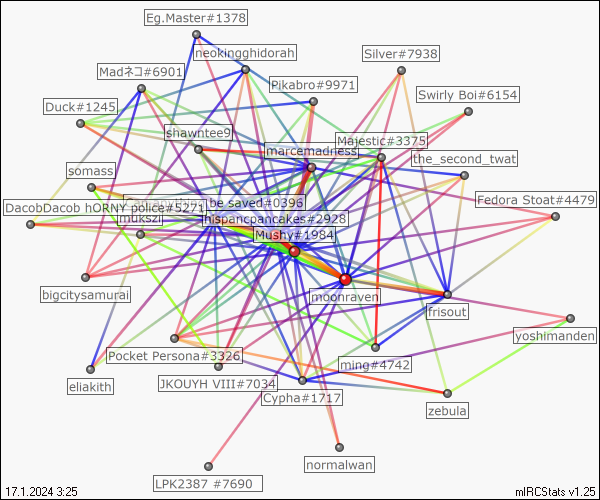 Eg.Master#1378
neokingghidorah
Silver#7938
Madネコ#6901
Pikabro#9971
Swirly Boi#6154
Duck#1245
shawntee9
Majestic#3375
marcemadness
the_second_twat
somass
Fedora Stoat#4479
be saved#0396
DacobDacob hORNY police#5271
mukszi
hispancpancakes#2928
Mushy#1984
bigcitysamurai
moonraven
frisout
yoshimanden
Pocket Persona#3326
ming#4742
eliakith
JKOUYH VIII#7034
Cypha#1717
zebula
normalwan
LPK2387 #7690
17.1.2024 3:25
mIRCStats v1.25